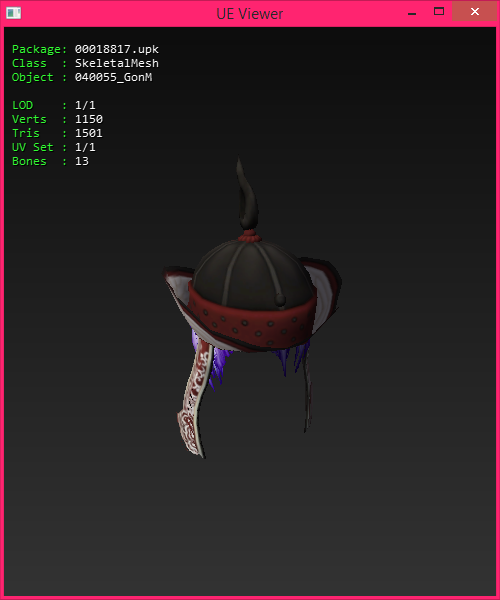 UE Viewer
Package: 00018817.upk
Class : SkeletalMesh
Object : 040055_GonM
LOD : 1/1
Verts : 1150
Tris : 1501
UV Set : 1/1
Bones : 13